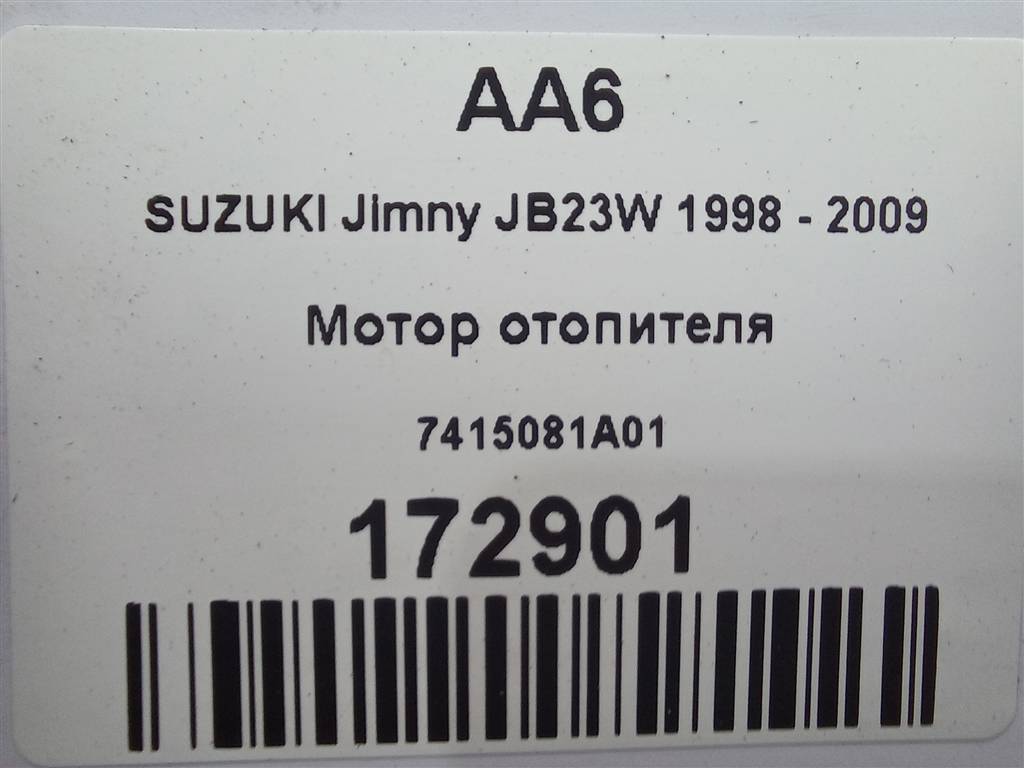 AA6
SUZUKI Jimny JB23W 1998 - 2009
Мотор отопителя
7415081A01
172901